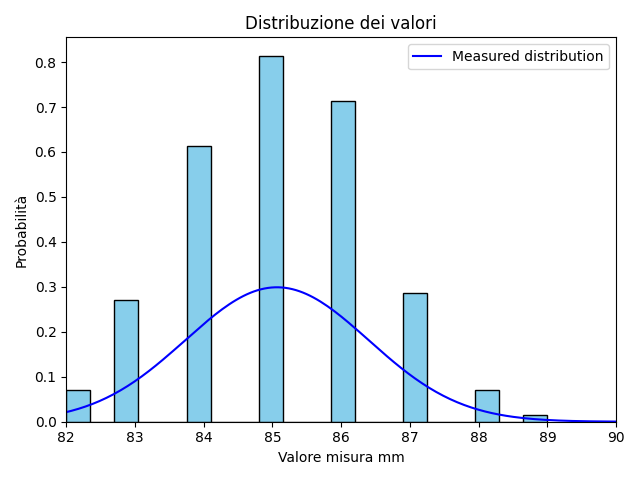 Distribuzione dei valori
Measured distribution
Probabilità
0.8
0.7
0.6
0.5
0.4
0.3
0.2
0.1
0.0
82 83 84 85 86 87 88 89 90
Valore misura mm